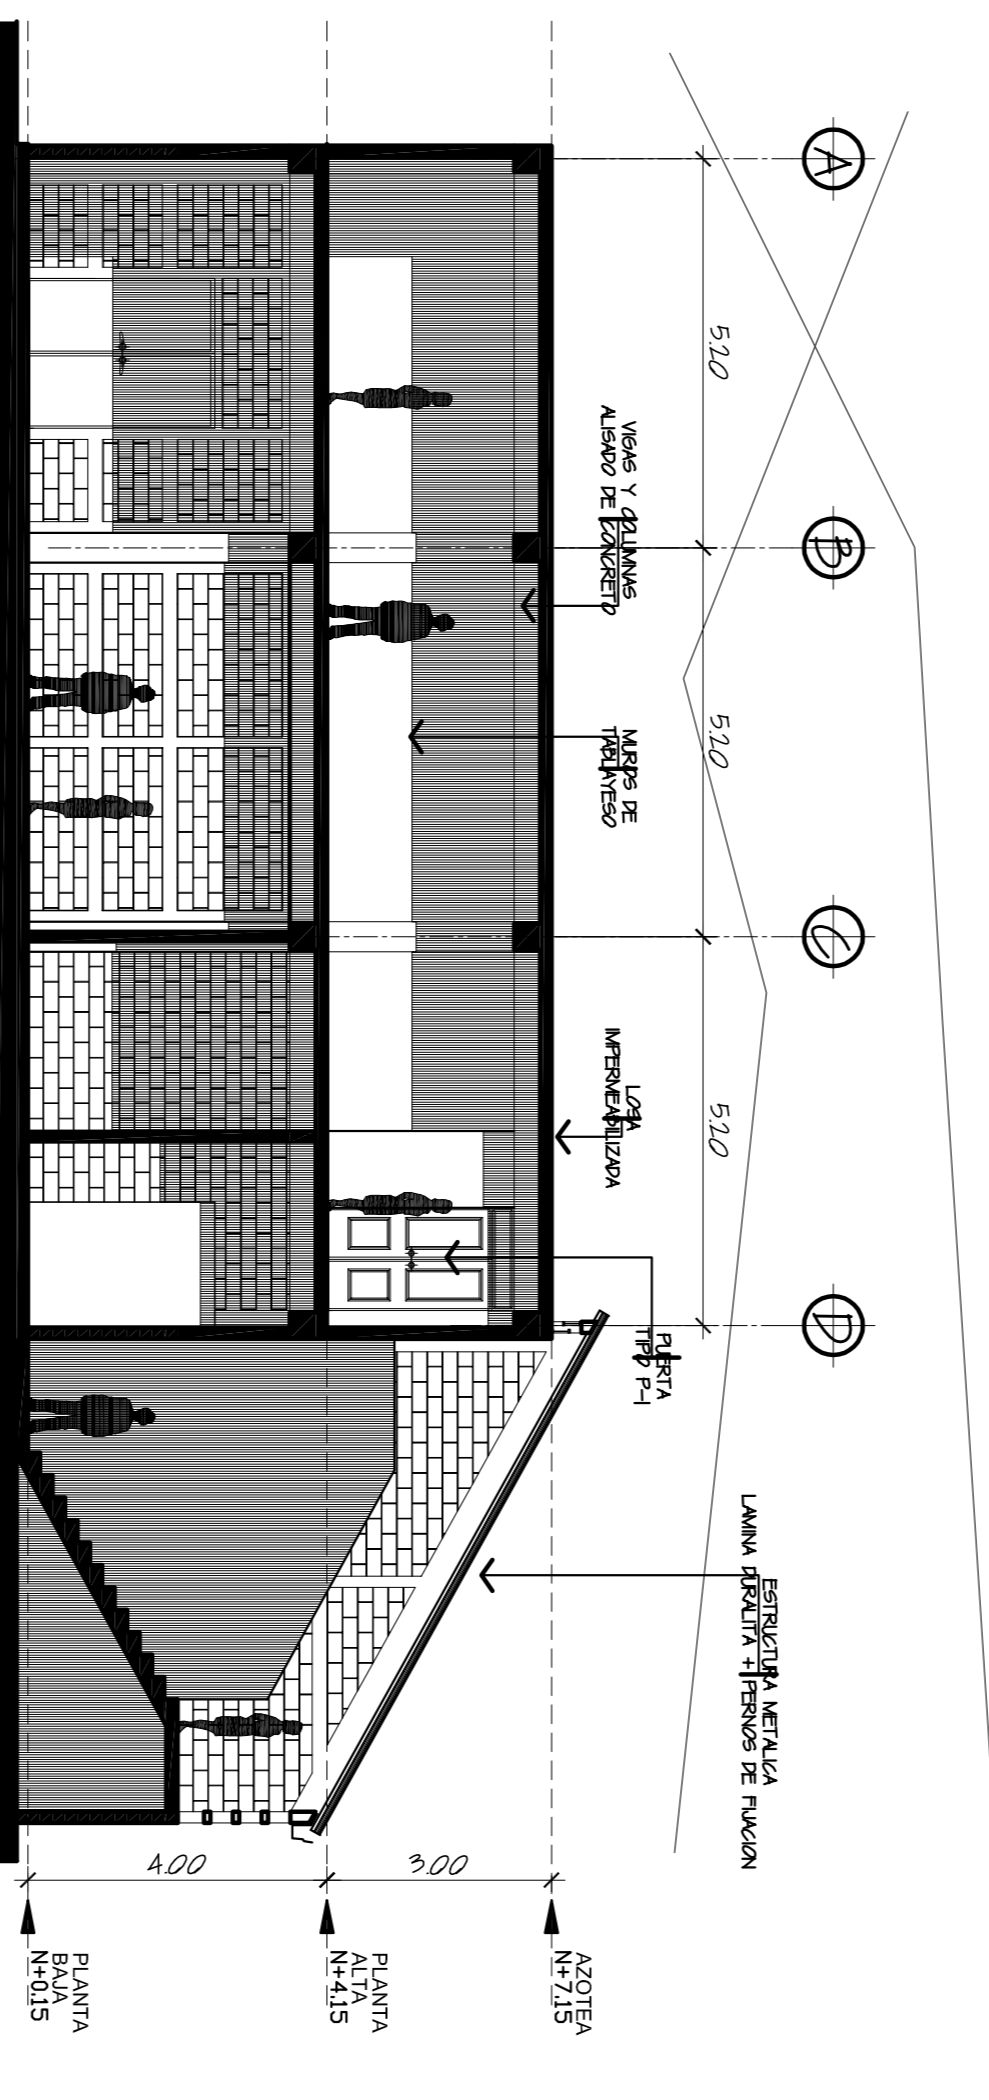 A
B
C
D
5.20
5.20
5.20
VIGAS Y COLUMNAS
ALISADO DE CONCRETO
MUROS DE
TABLAYESO
LOSA
IMPERMEABILIZADA
PUERTA
TIPO P-1
ESTRUCTURA METALICA
LAMINA DURALITA + PERNOS DE FIJACION
3.00
4.00
AZOTEA
N+7.15
PLANTA
ALTA
N+4.15
PLANTA
BAJA
N+0.15